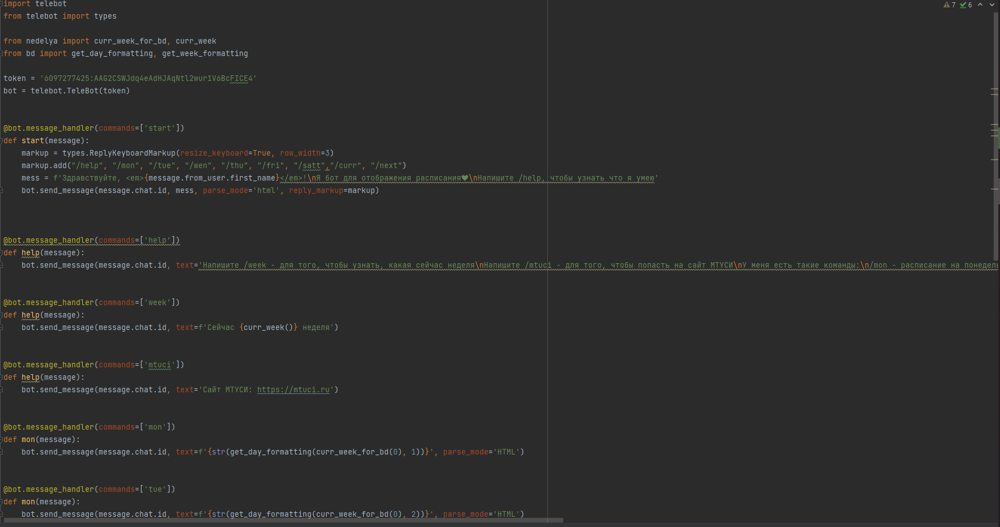 import telebot
from telebot import types
from nedelya import curr_week_for_bd, curr_week
from bd import get_day_formatting, get_week_formatting
token = '6097277425:AAG2CSWJdq4eAdHJAqNtl2wur1V6BcFICE4'
bot = telebot.TeleBot(token)
@bot.message_handler(commands=['start'])
def start(message):
markup = types.ReplyKeyboardMarkup(resize_keyboard=True, row_width=3)
markup.add("/help", "/mon", "/tue", "/wen", "/thu", "/fri", "/satt","/curr", "/next")
mess = f'Здравствуйте, <em>{message.from_user.first_name}</em>!\nЯ бот для отображения расписания♥\nНапишите /help, чтобы узнать что я умею'
bot.send_message(message.chat.id, mess, parse_mode='html', reply_markup=markup)
@bot.message_handler(commands=['help'])
def help(message):
bot.send_message(message.chat.id, text='Напишите /week - для того, чтобы узнать, какая сейчас неделя\nНапишите /mtuci - для того, чтобы попасть на сайт МТУСИ\nУ меня есть такие команды:\n/mon - расписание на понедель
@bot.message_handler(commands=['week'])
def help(message):
bot.send_message(message.chat.id, text=f'Сейчас {curr_week()} неделя')
@bot.message_handler(commands=['mtuci'])
def help(message):
bot.send_message(message.chat.id, text='Сайт МТУСИ: https://mtuci.ru')
@bot.message_handler(commands=['mon'])
def mon(message):
bot.send_message(message.chat.id, text=f'{str(get_day_formatting(curr_week_for_bd(0), 1))}', parse_mode='HTML')
@bot.message_handler(commands=['tue'])
def mon(message):
bot.send_message(message.chat.id, text=f'{str(get_day_formatting(curr_week_for_bd(0), 2))}', parse_mode='HTML')
7 6